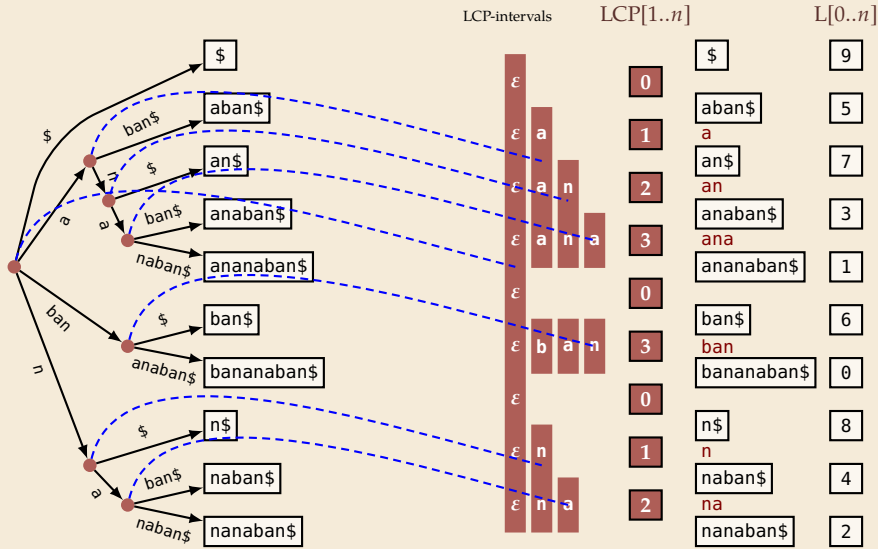 LCP-intervals LCP[1..n] L[0..n]
$ $ 9
ε 0
$ ban$ aban$ ε a 1 aban$ 5
a
n $ an$ ε a n 2 an$ 7
an
a a ban$ anaban$ ε a n a 3 anaban$ 3
ana
naban$ ananaban$ ananaban$ 1
ε 0
ban $ ban$ ban$ 6
ε b a n 3 ban
anaban$ bananaban$ bananaban$ 0
n ε 0
$ n$ n$ 8
ε n 1 n
a ban$ naban$ naban$ 4
ε n a 2 na
naban$ nanaban$ nanaban$ 2